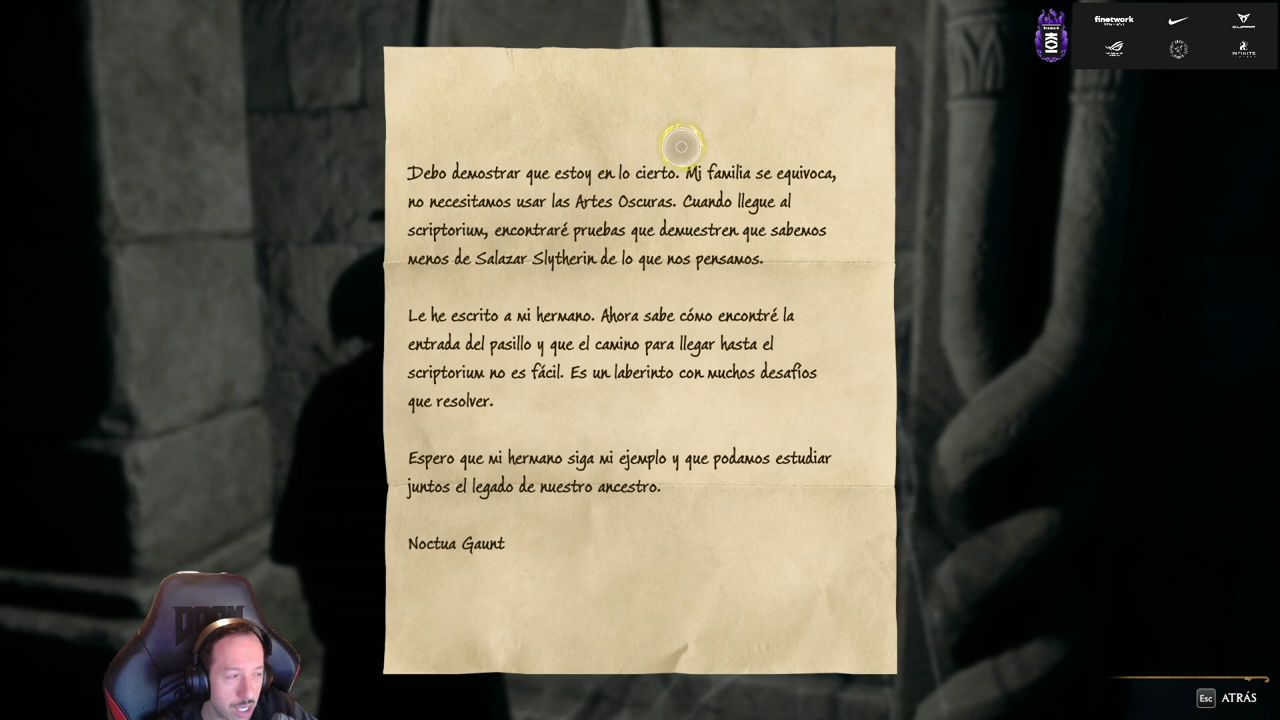 finetwork
KOI
INFINITE
Debo demostrar que estoy en lo cierto. Mi familia se equivoca,
no necesitamos usar las Artes Oscuras. Cuando llegue al
scriptorium, encontraré pruebas que demuestren que sabemos
menos de Salazar Slytherin de lo que nos pensamos.
Le he escrito a mi hermano. Ahora sabe cómo encontré la
entrada del pasillo y que el camino para llegar hasta el
scriptorium no es fácil. Es un laberinto con muchos desafíos
que resolver.
Espero que mi hermano siga mi ejemplo y que podamos estudiar
juntos el legado de nuestro ancestro.
Noctua Gaunt
DOOM
Esc ATRÁS